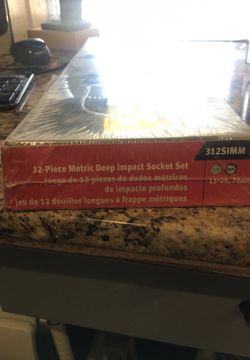 312SIMM
12-Piece Metric Deep Impact Socket Set
Juego de 12 piezas de dados métricos
de impacto profundos
Jeu de 12 douilles longues à frappe métriques